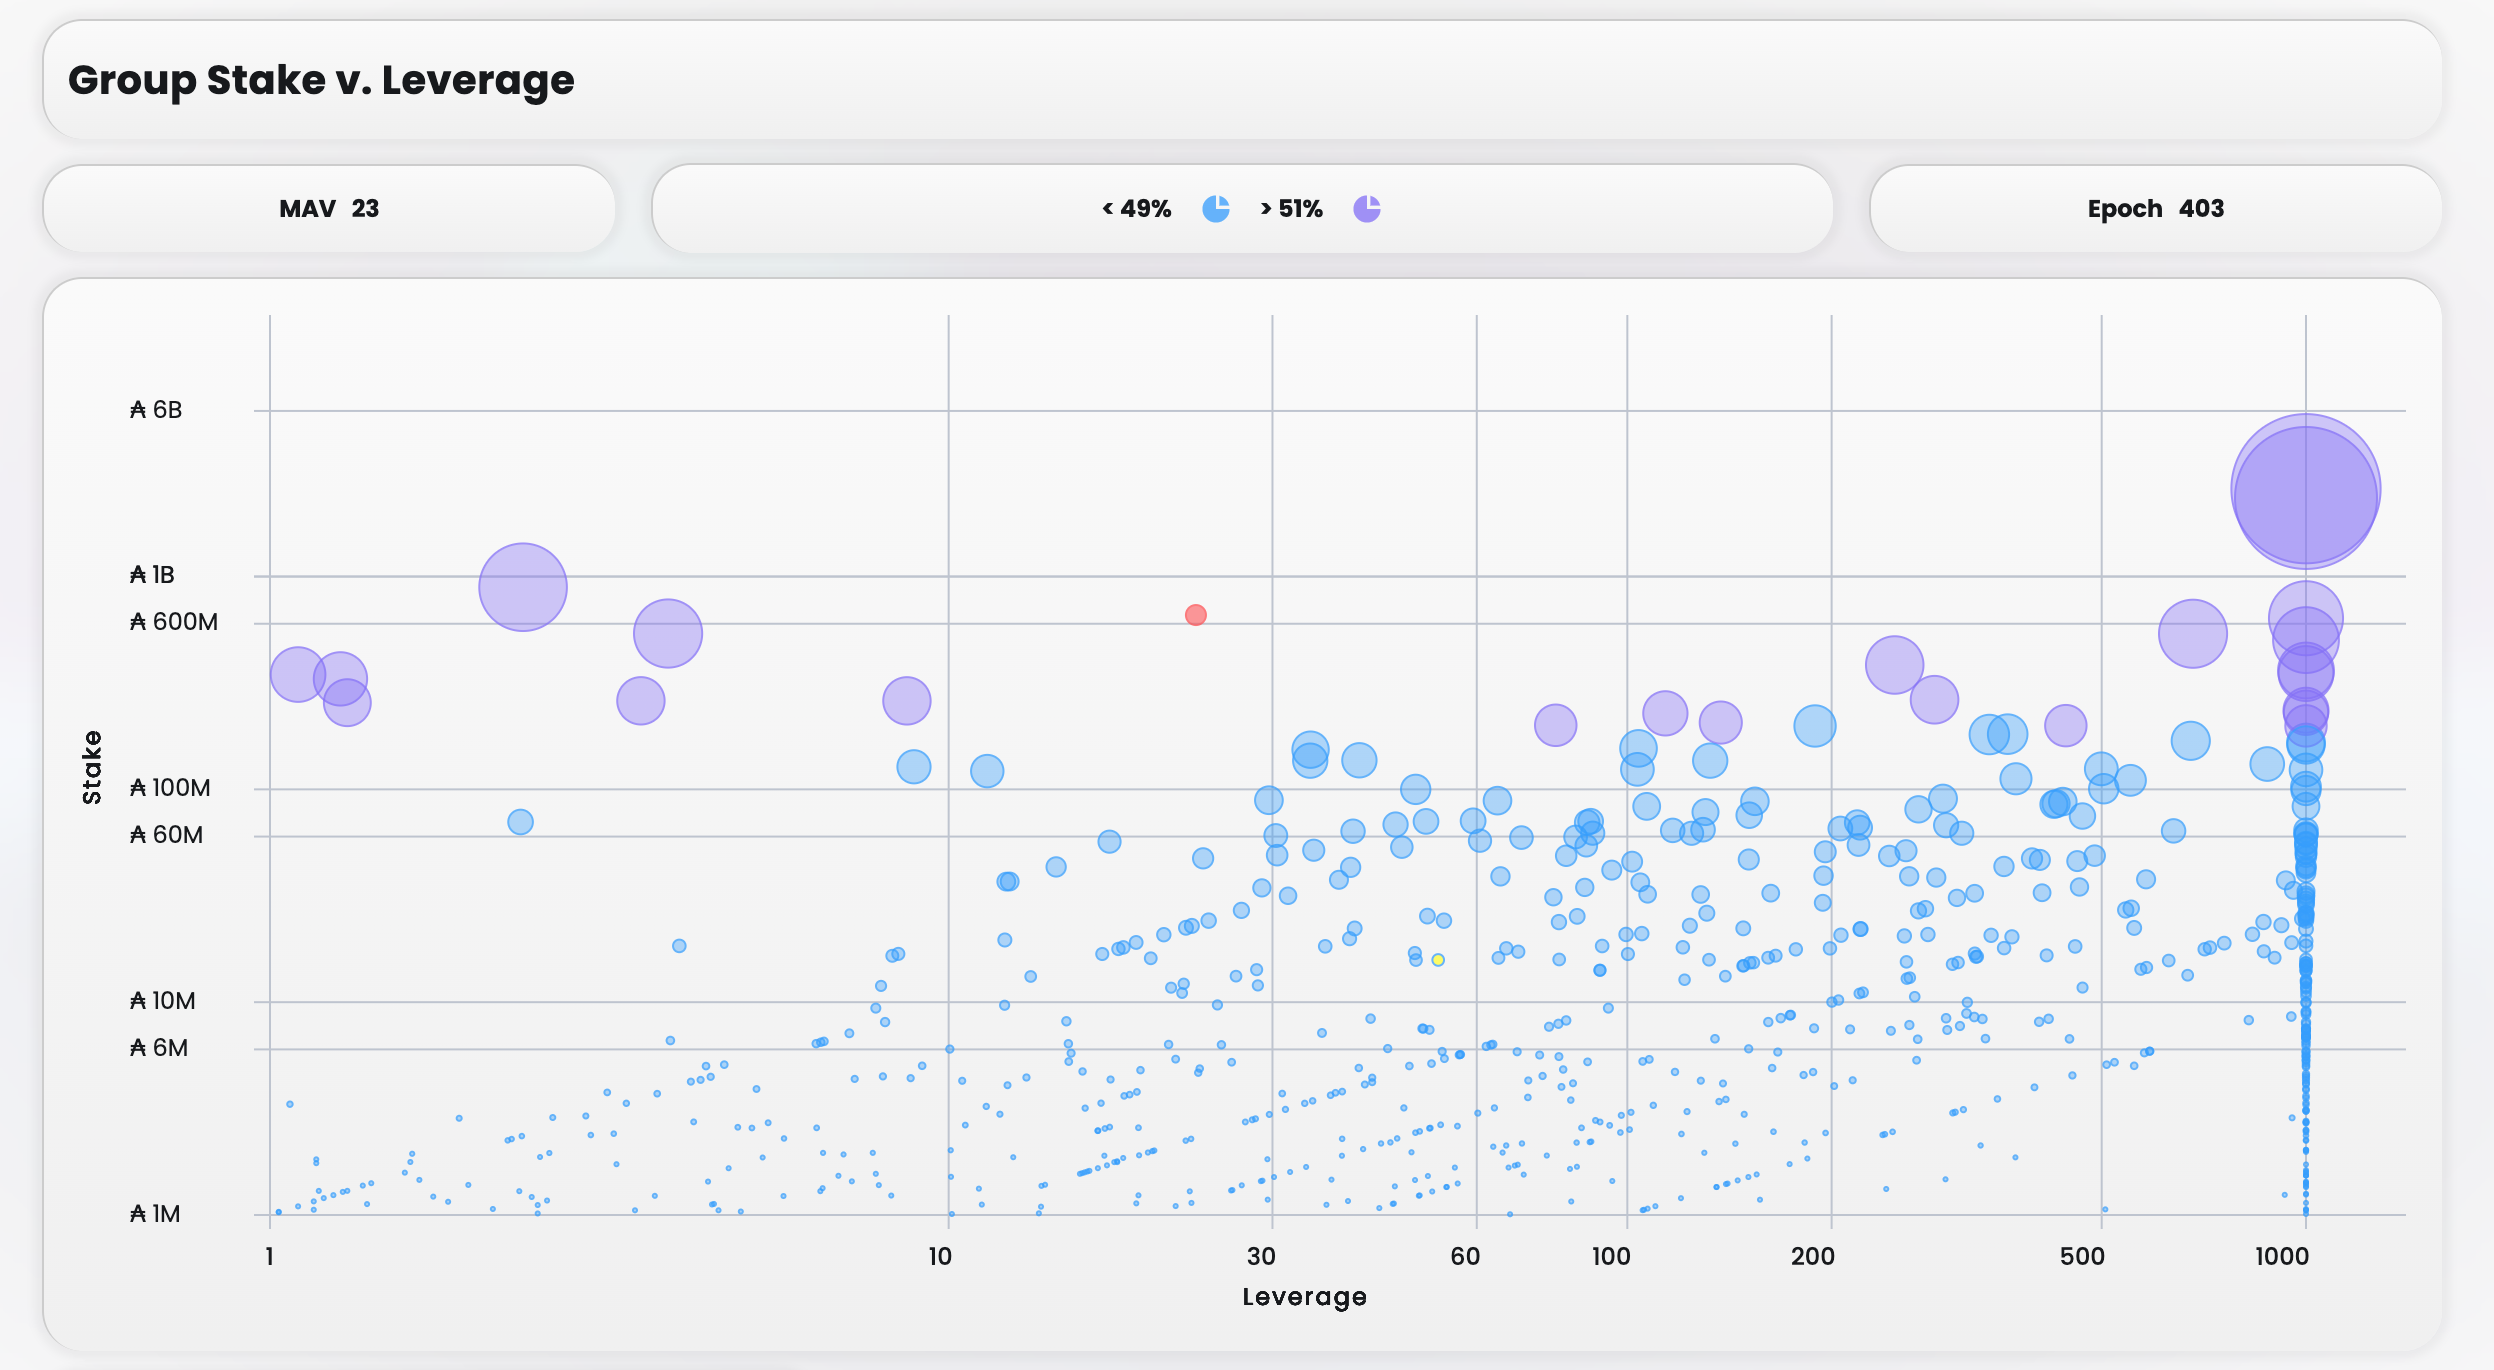 Group Stake v. Leverage
MAV 23
< 49% > 51%
Epoch 403
₳ 6B
₳ 1B
₳ 600M
₳ 100M
₳ 60M
₳ 10M
₳ 6M
₳ 1M
Stake
1 10 30 60 100 200 500 1000
Leverage